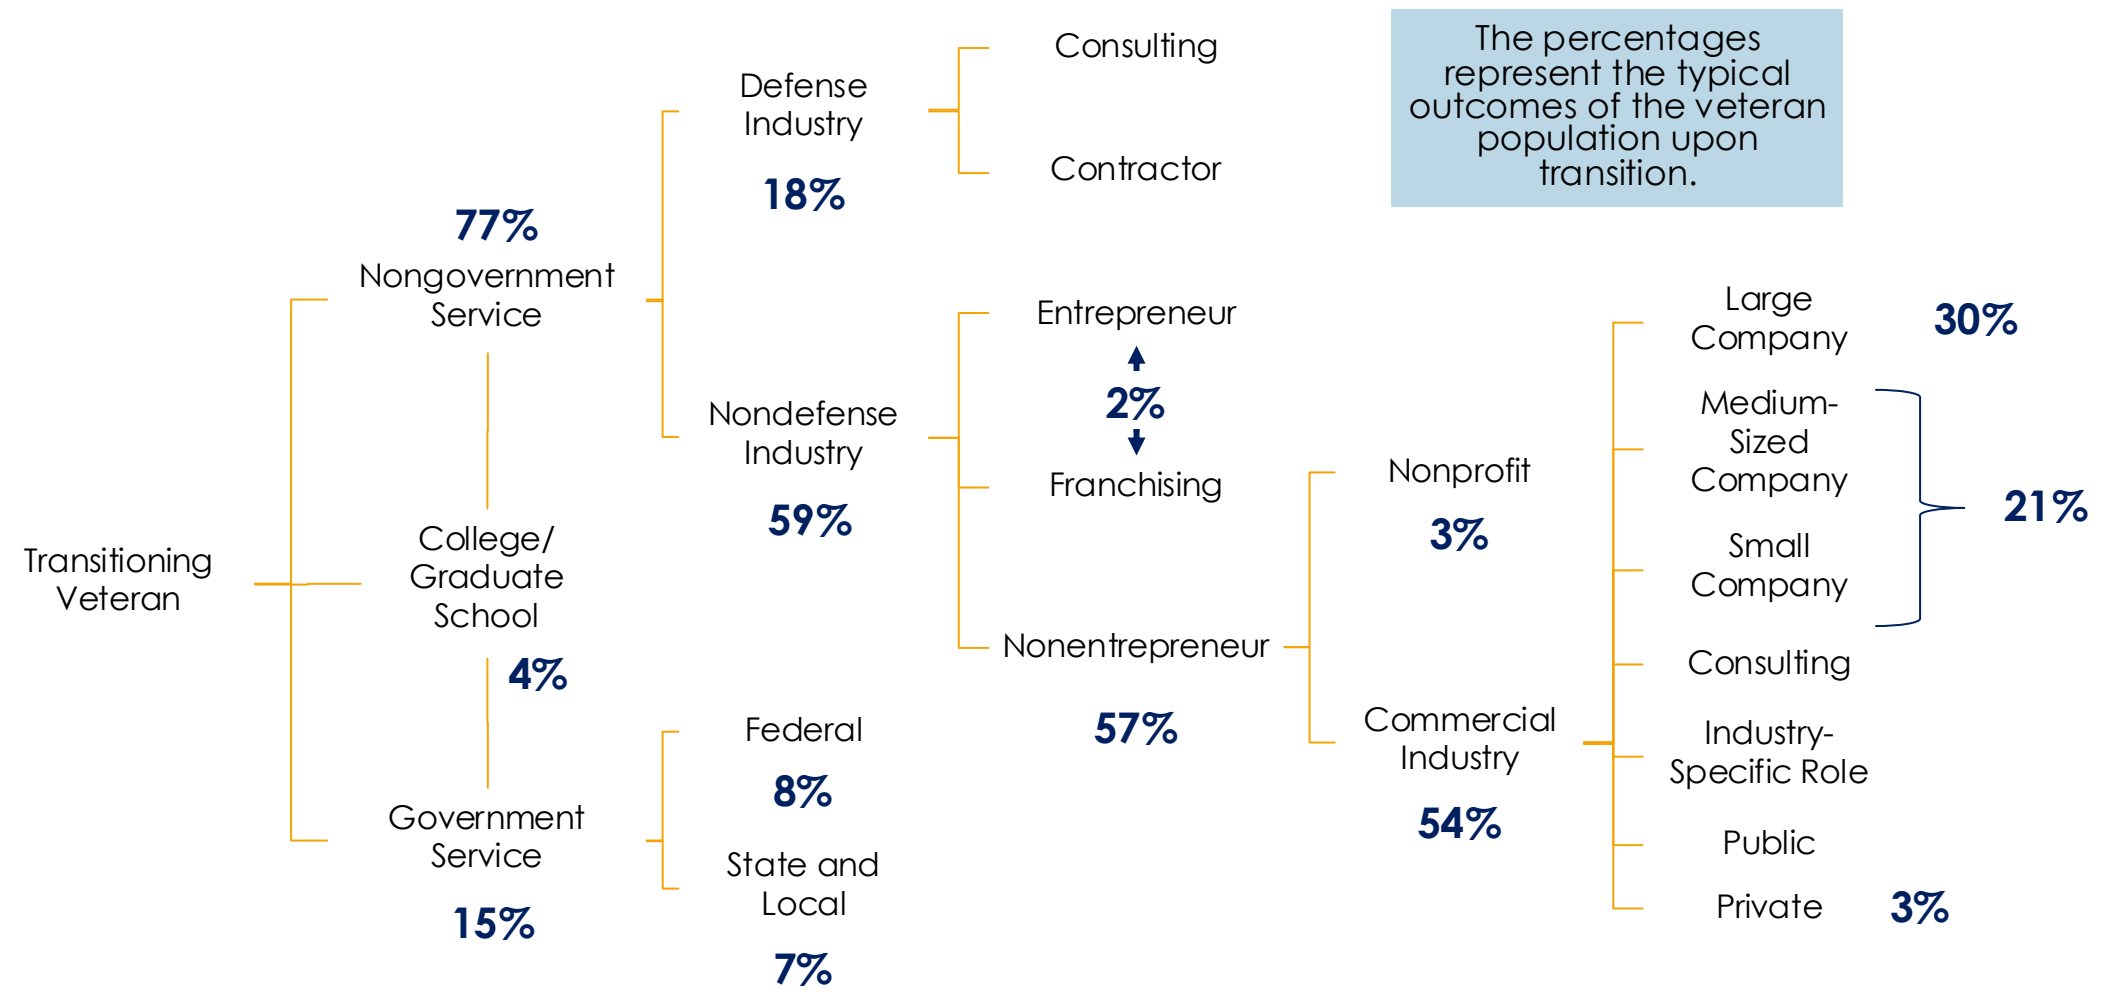 Transitioning
Veteran
77%
Nongovernment
Service
College/
Graduate
School
4%
Government
Service
15%
Defense
Industry
18%
Nondefense
Industry
59%
Federal
8%
State and
Local
7%
Consulting
Contractor
Entrepreneur
2%
Franchising
Nonentrepreneur
57%
Nonprofit
3%
Commercial
Industry
54%
The percentages
represent the typical
outcomes of the veteran
population upon
transition.
Large
Company
30%
Medium-
Sized
Company
Small
Company
21%
Consulting
Industry-
Specific Role
Public
Private
3%